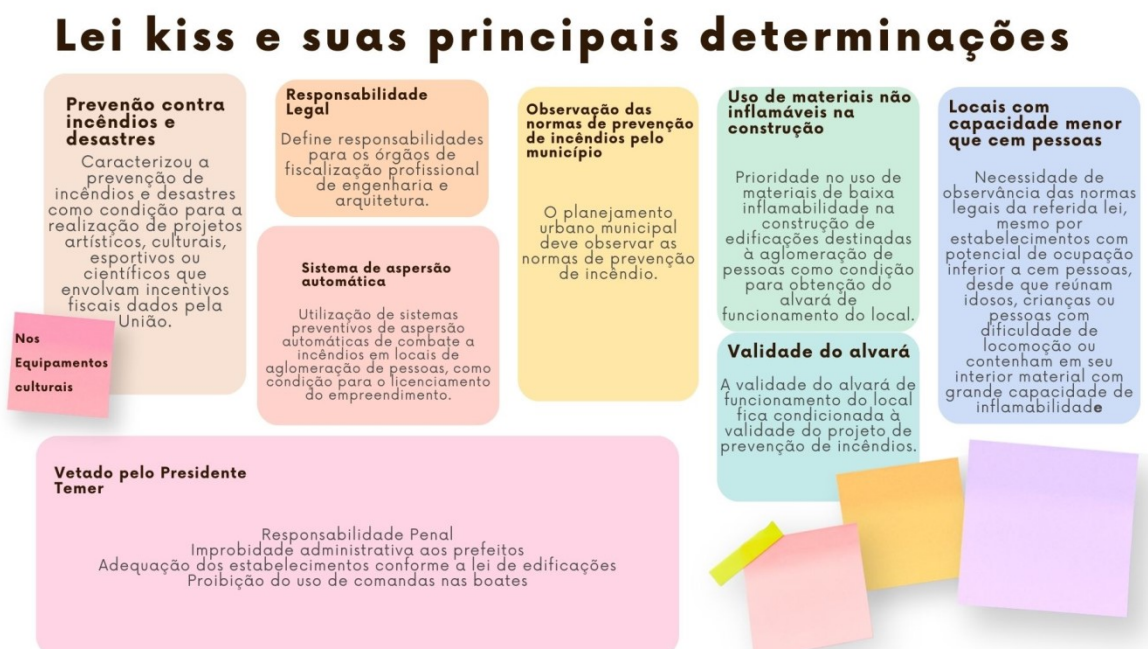 Lei kiss e suas principais determinações
Prevenão contra
incêndios e
desastres
Caracterizou a
prevenção de
incêndios e desastres
como condição para a
realização de projetos
artísticos, culturais,
esportivos ou
científicos que
envolvam incentivos
fiscais dados pela
União.
Nos
Equipamentos
culturais
Responsabilidade
Legal
Define responsabilidades
para os órgãos de
fiscalização profissional
de engenharia e
arquitetura.
Sistema de aspersão
automática
Utilização de sistemas
preventivos de aspersão
automáticas de combate a
incêndios em locais de
aglomeração de pessoas, como
condição para o licenciamento
do empreendimento.
Observação das
normas de prevenção
de incêndios pelo
município
O planejamento
urbano municipal
deve observar as
normas de prevenção
de incêndio.
Uso de materiais não
inflamáveis na
construção
Prioridade no uso de
materiais de baixa
inflamabilidade na
construção de
edificações destinadas
à aglomeração de
pessoas como condição
para obtenção do
alvará de
funcionamento do local.
Validade do alvará
A validade do alvará de
funcionamento do local
fica condicionada à
validade do projeto de
prevenção de incêndios.
Locais com
capacidade menor
que cem pessoas
Necessidade de
observância das normas
legais da referida lei,
mesmo por
estabelecimentos com
potencial de ocupação
inferior a cem pessoas,
desde que reúnam
idosos, crianças ou
pessoas com
dificuldade de
locomoção ou
contenham em seu
interior material com
grande capacidade de
inflamabilidade
Vetado pelo Presidente
Temer
Responsabilidade Penal
Improbidade administrativa aos prefeitos
Adequação dos estabelecimentos conforme a lei de edificações
Proibição do uso de comandas nas boates